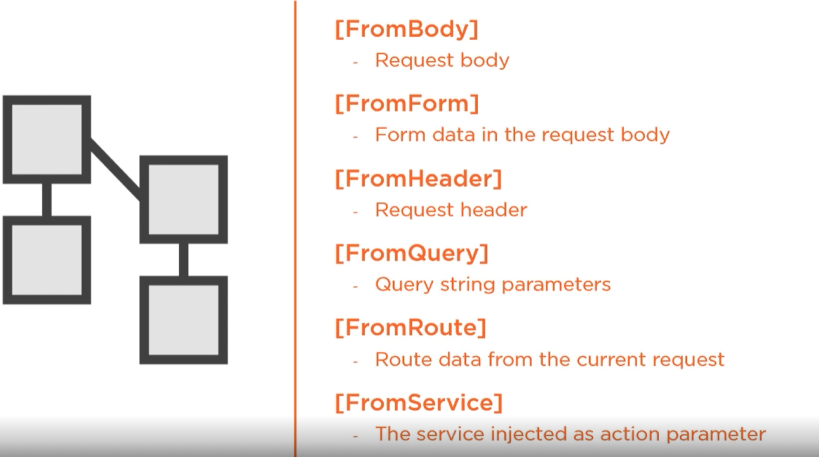 [FromBody]
- Request body
[FromForm]
- Form data in the request body
[FromHeader]
- Request header
[FromQuery]
- Query string parameters
[FromRoute]
- Route data from the current request
[FromService]
- The service injected as action parameter